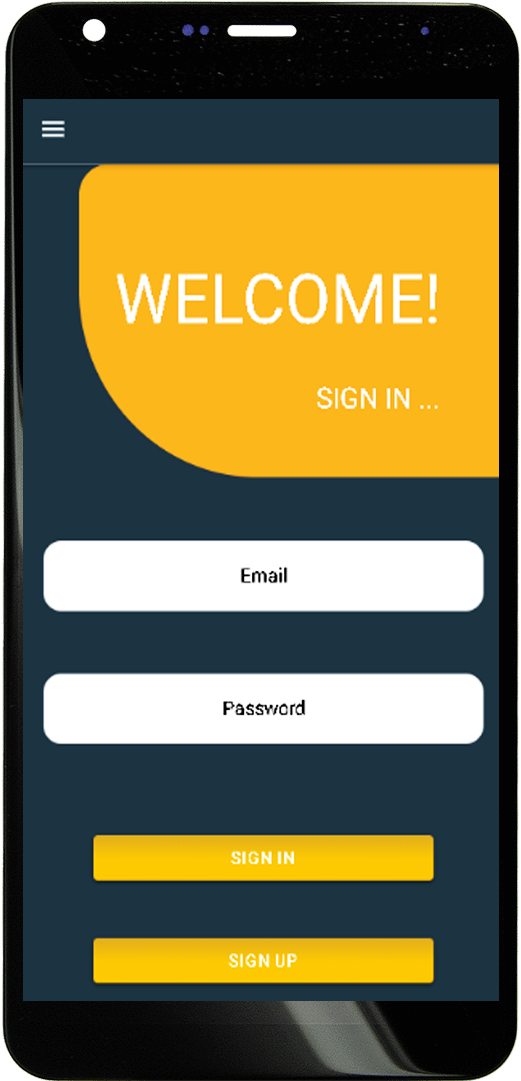 WELCOME!
SIGN IN ...
Email
Password
SIGN IN
SIGN UP